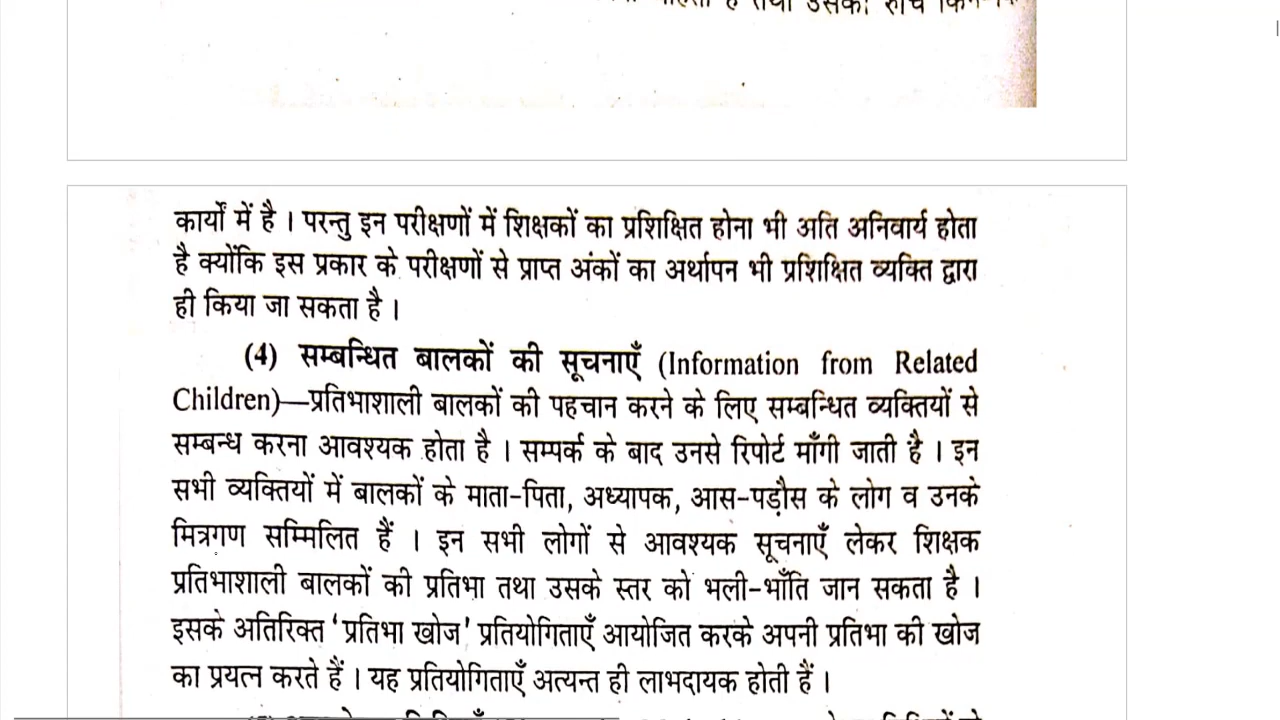 है तथा उसकी रुचि
कार्यों में है । परन्तु इन परीक्षणों में शिक्षकों का प्रशिक्षित होना भी अति अनिवार्य होता
है क्योंकि इस प्रकार के परीक्षणों से प्राप्त अंकों का अर्थापन भी प्रशिक्षित व्यक्ति द्वारा
ही किया जा सकता है ।
(4) सम्बन्धित बालकों की सूचनाएँ (Information from Related
Children)—प्रतिभाशाली बालकों की पहचान करने के लिए सम्बन्धित व्यक्तियों से
सम्बन्ध करना आवश्यक होता है । सम्पर्क के बाद उनसे रिपोर्ट माँगी जाती है । इन
सभी व्यक्तियों में बालकों के माता-पिता, अध्यापक, आस-पड़ौस के लोग व उनके
मित्रगण सम्मिलित हैं । इन सभी लोगों से आवश्यक सूचनाएँ लेकर शिक्षक
प्रतिभाशाली बालकों की प्रतिभा तथा उसके स्तर को भली-भाँति जान सकता है ।
इसके अतिरिक्त ‘प्रतिभा खोज’ प्रतियोगिताएँ आयोजित करके अपनी प्रतिभा की खोज
का प्रयत्न करते हैं । यह प्रतियोगिताएँ अत्यन्त ही लाभदायक होती हैं ।